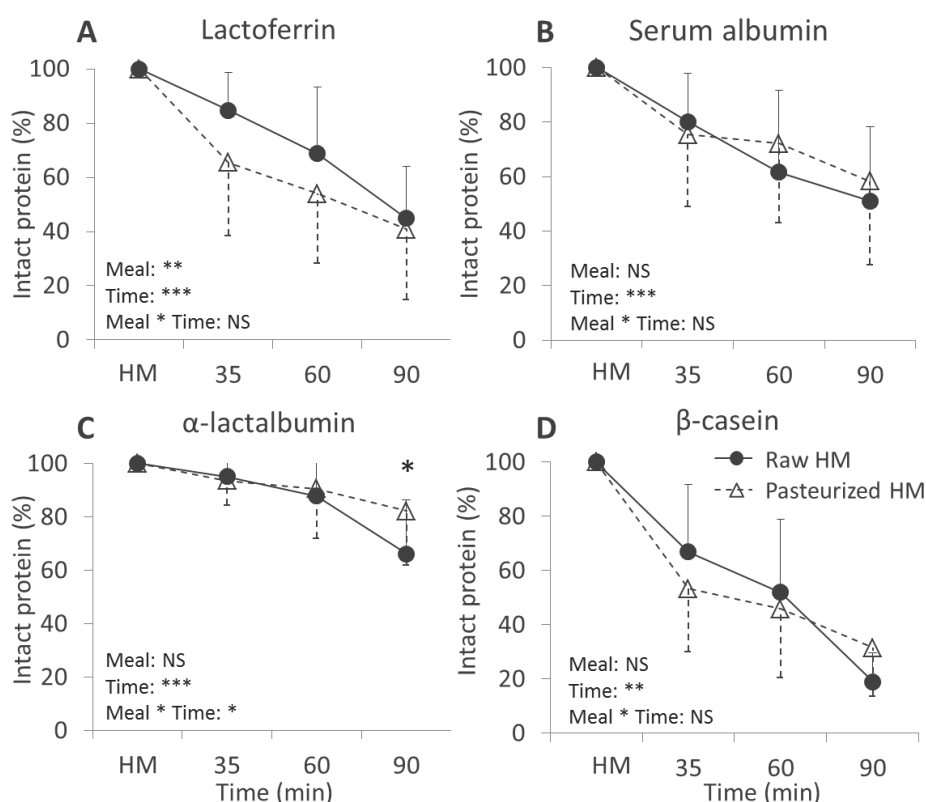 A Lactoferrin
Intact protein (%)
100
80
60
40
20
0
Meal: **
Time: ***
Meal * Time: NS
HM 35 60 90
B Serum albumin
Intact protein (%)
100
80
60
40
20
0
Meal: NS
Time: ***
Meal * Time: NS
HM 35 60 90
C α-lactalbumin
Intact protein (%)
100
80
60
40
20
0
*
Meal: NS
Time: ***
Meal * Time: *
HM 35 60 90
Time (min)
D β-casein
Intact protein (%)
100
80
60
40
20
0
Raw HM
Pasteurized HM
Meal: NS
Time: **
Meal * Time: NS
HM 35 60 90
Time (min)